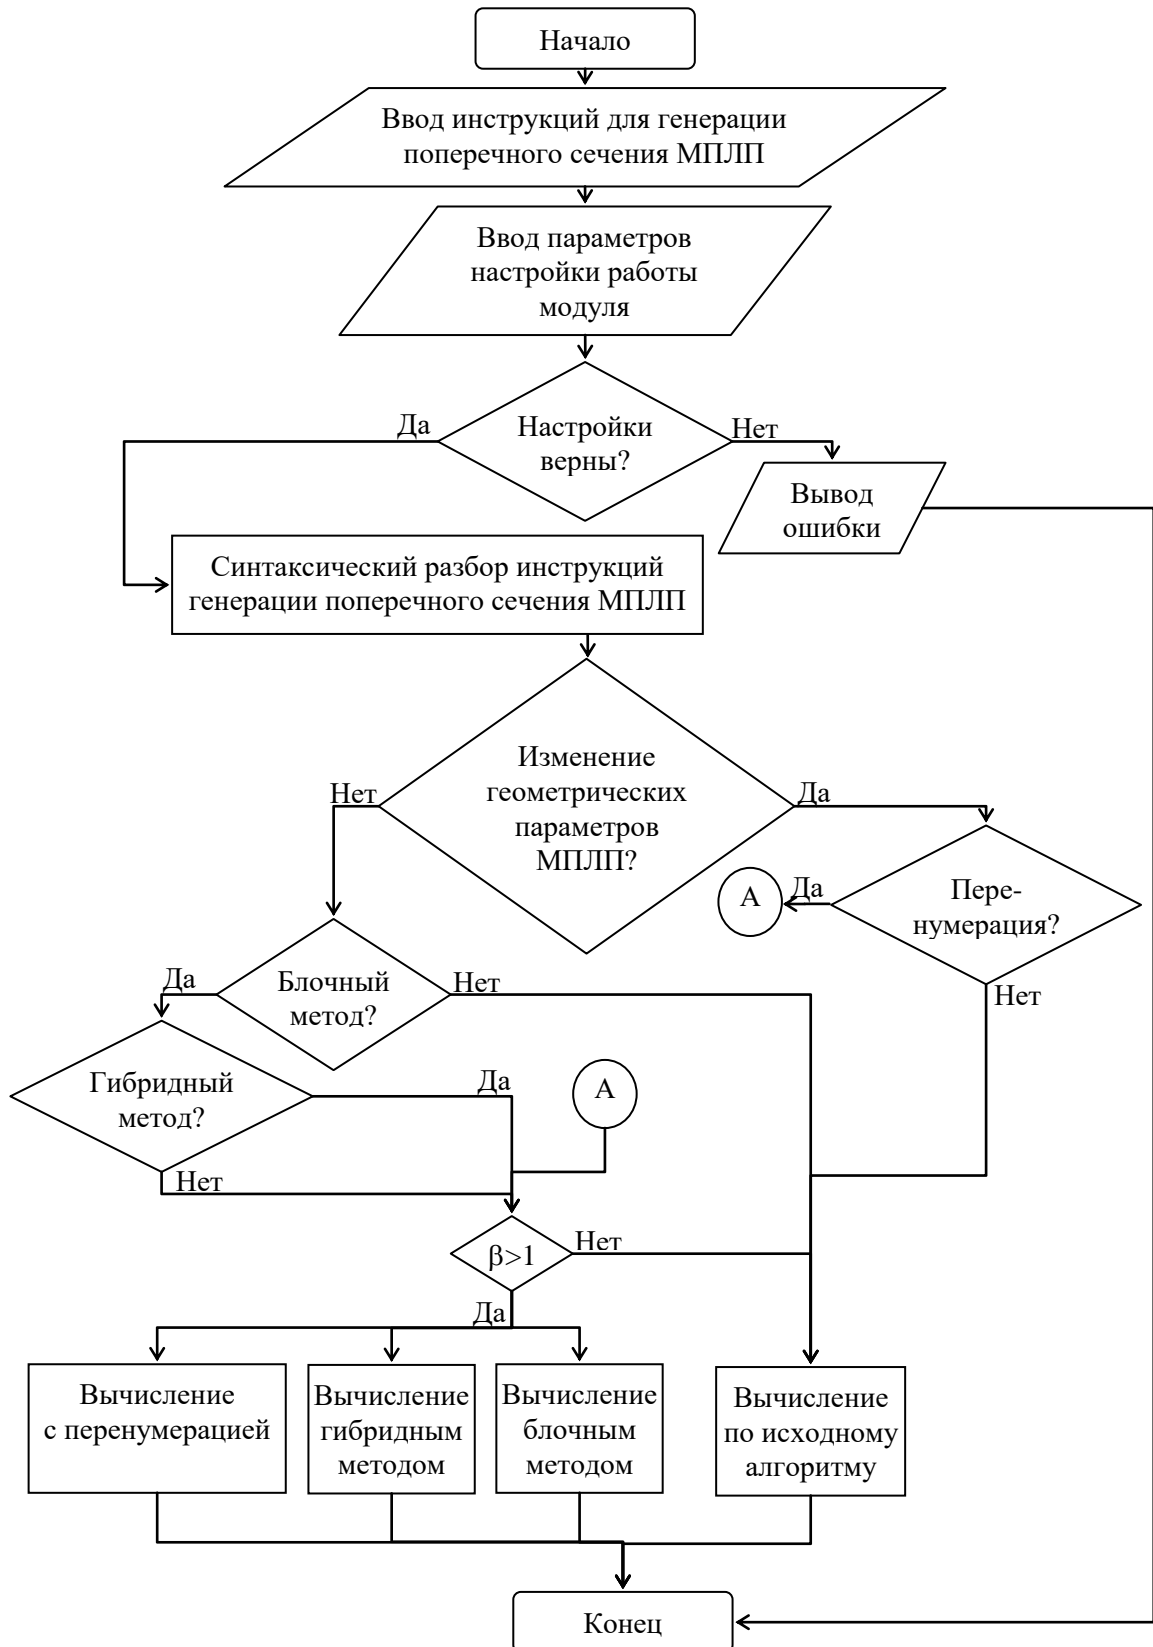 Начало
Ввод инструкций для генерации
поперечного сечения МПЛП
Ввод параметров
настройки работы
модуля
Да
Настройки
верны?
Нет
Вывод
ошибки
Синтаксический разбор инструкций
генерации поперечного сечения МПЛП
Нет
Изменение
геометрических
параметров
МПЛП?
Да
А
Да
Пере-
нумерация?
Нет
Да
Блочный
метод?
Нет
Гибридный
метод?
Да
А
Нет
β>1
Нет
Да
Вычисление
с перенумерацией
Вычисление
гибридным
методом
Вычисление
блочным
методом
Вычисление
по исходному
алгоритму
Конец